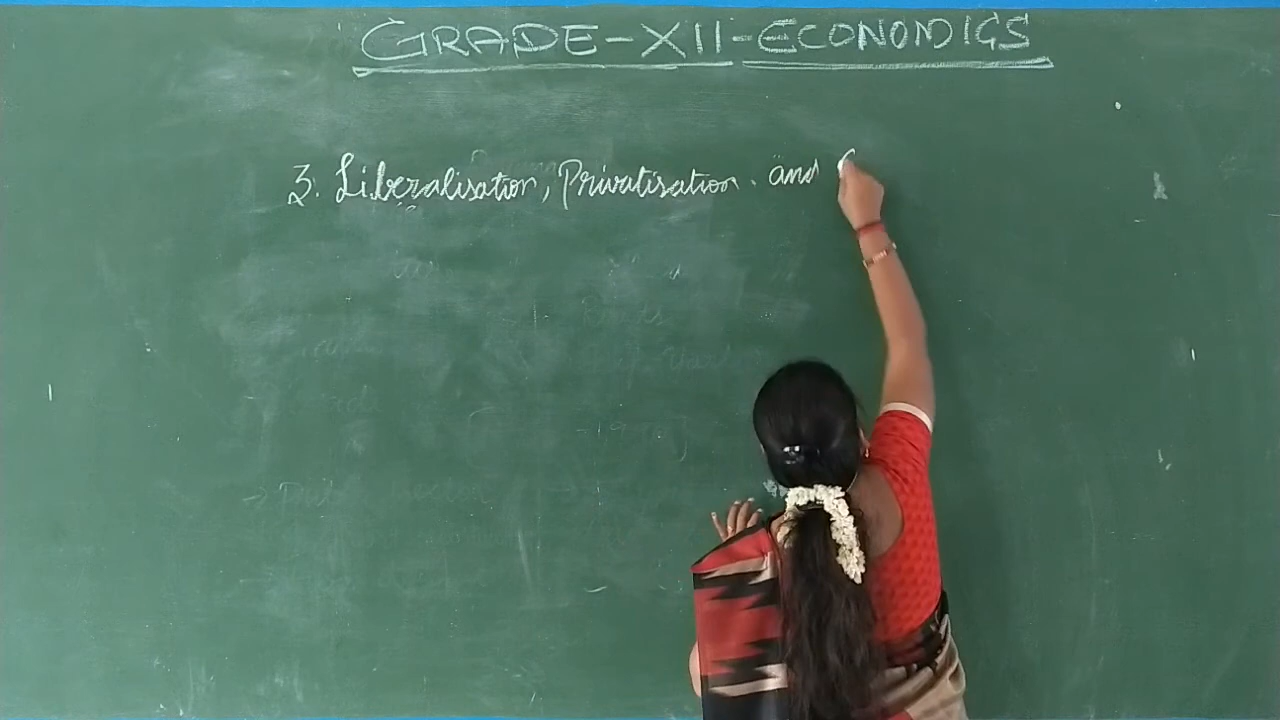 GRADE-XII-ECONOMICS
3. Liberalisation, Privatisation. and